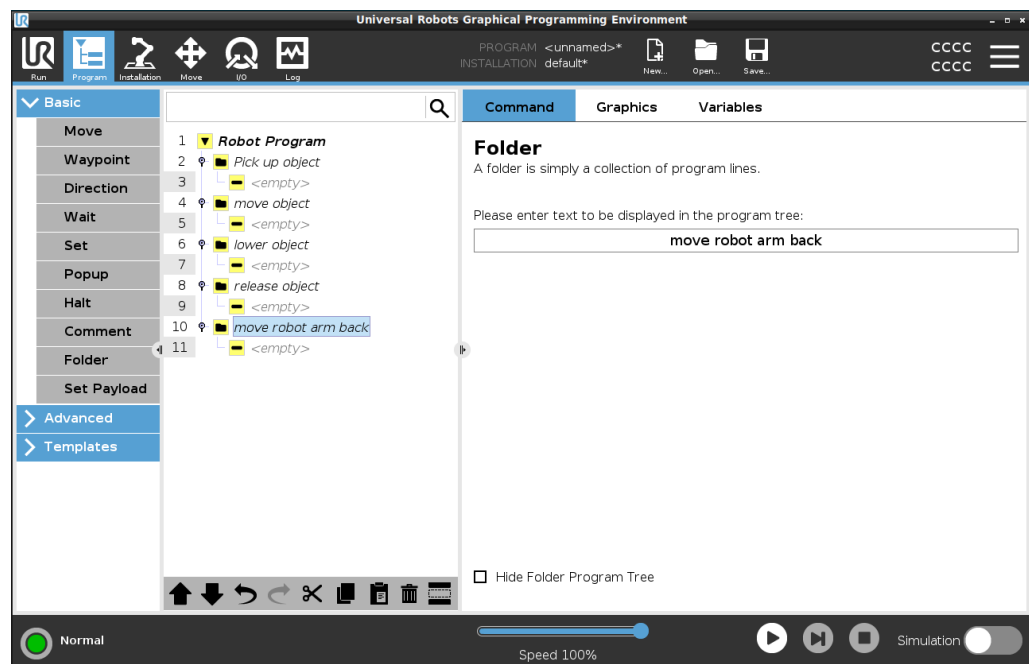 UR
Universal Robots Graphical Programming Environment
Run
Program
Installation
Move
I/O
Log
PROGRAM <unnamed>*
INSTALLATION default*
New...
Open...
Save...
CCCC
CCCC
Basic
Move
Waypoint
Direction
Wait
Set
Popup
Halt
Comment
Folder
Set Payload
Advanced
Templates
1 Robot Program
2 Pick up object
3 <empty>
4 move object
5 <empty>
6 lower object
7 <empty>
8 release object
9 <empty>
10 move robot arm back
11 <empty>
Command Graphics Variables
Folder
A folder is simply a collection of program lines.
Please enter text to be displayed in the program tree:
move robot arm back
Hide Folder Program Tree
Normal
Speed 100%
Simulation